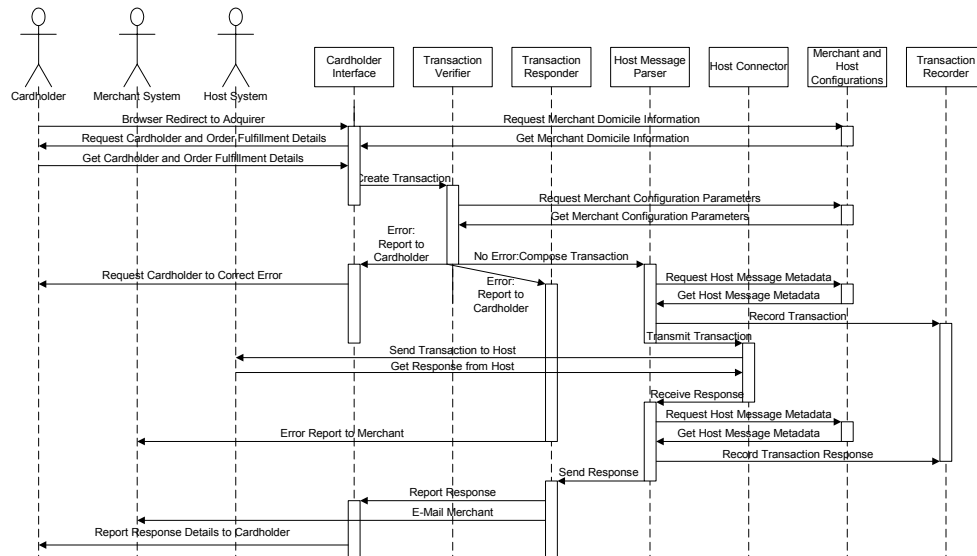 Cardholder
Interface
Transaction
Verifier
Transaction
Responder
Host Message
Parser
Host Connector
Merchant and
Host
Configurations
Transaction
Recorder
Cardholder
Merchant System
Host System
Browser Redirect to Acquirer
Request Merchant Domicile Information
Request Cardholder and Order Fulfillment Details
Get Merchant Domicile Information
Get Cardholder and Order Fulfillment Details
Create Transaction
Request Merchant Configuration Parameters
Get Merchant Configuration Parameters
Error:
Report to
Cardholder
No Error:Compose Transaction
Request Cardholder to Correct Error
Error:
Report to
Cardholder
Request Host Message Metadata
Get Host Message Metadata
Record Transaction
Transmit Transaction
Send Transaction to Host
Get Response from Host
Receive Response
Request Host Message Metadata
Error Report to Merchant
Get Host Message Metadata
Record Transaction Response
Send Response
Report Response
E-Mail Merchant
Report Response Details to Cardholder